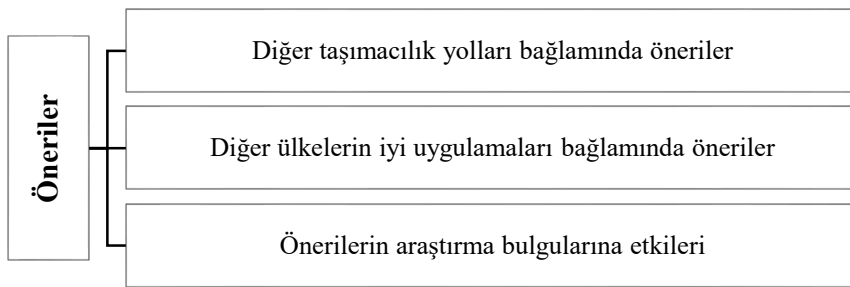 Öneriler
Diğer taşımacılık yolları bağlamında öneriler
Diğer ülkelerin iyi uygulamaları bağlamında öneriler
Önerilerin araştırma bulgularına etkileri